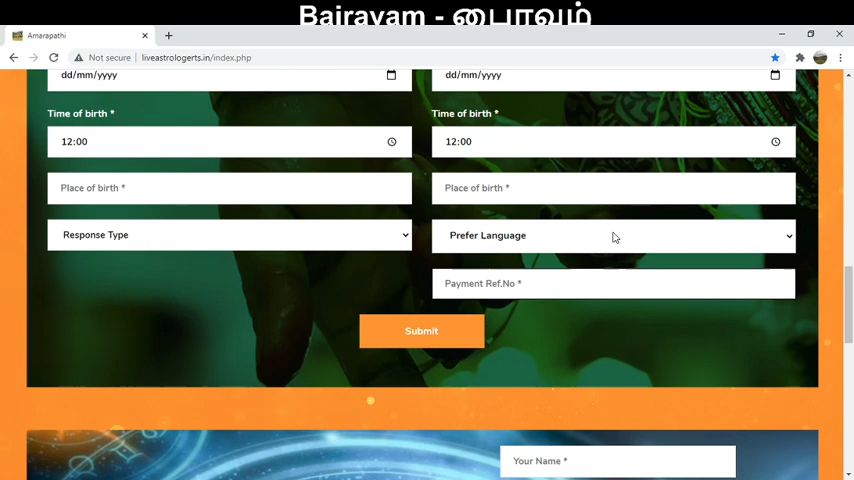 Bairavam - பைரவம்
Amarapathi
Not secure | liveastrologerts.in/index.php
dd/mm/yyyy dd/mm/yyyy
Time of birth * Time of birth *
12:00 12:00
Place of birth * Place of birth *
Response Type Prefer Language
Payment Ref.No *
Submit
Your Name *